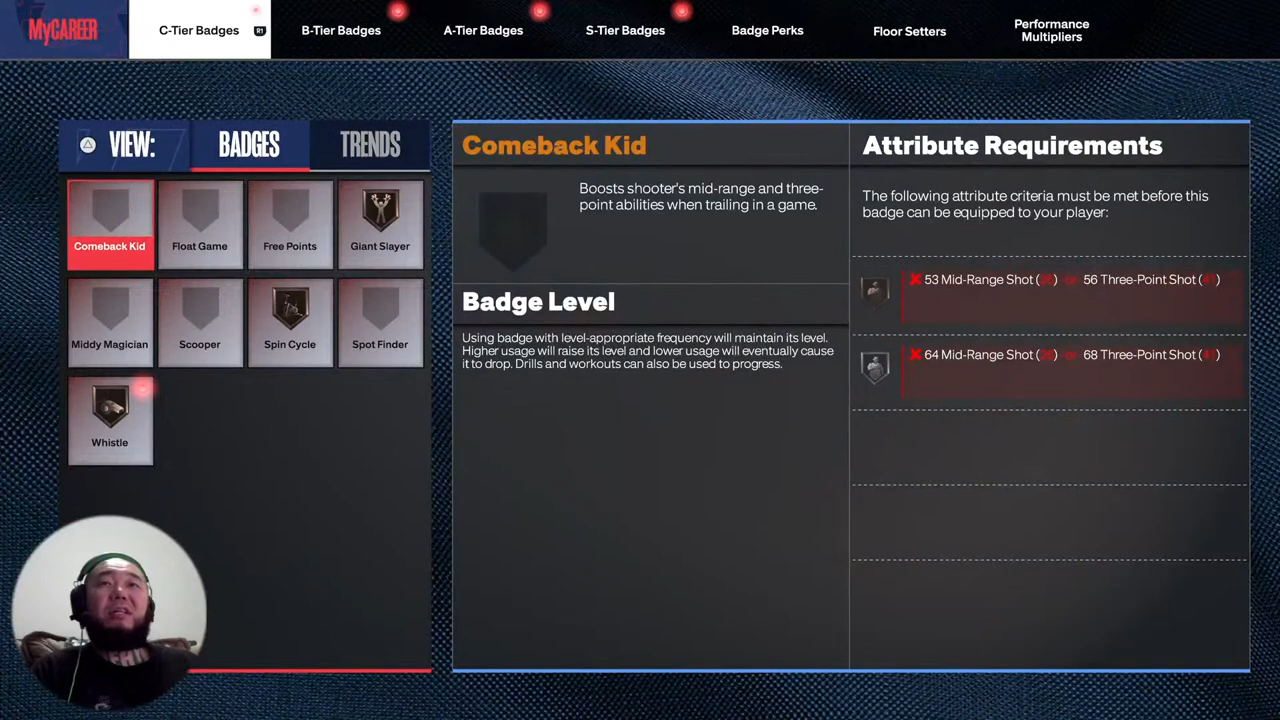 MyCAREER
C-Tier Badges
R1
B-Tier Badges
A-Tier Badges
S-Tier Badges
Badge Perks
Floor Setters
Performance
Multipliers
VIEW:
BADGES
TRENDS
Comeback Kid
Float Game
Free Points
Giant Slayer
Middy Magician
Scooper
Spin Cycle
Spot Finder
Whistle
Comeback Kid
Boosts shooter's mid-range and three-
point abilities when trailing in a game.
Badge Level
Using badge with level-appropriate frequency will maintain its level.
Higher usage will raise its level and lower usage will eventually cause
it to drop. Drills and workouts can also be used to progress.
Attribute Requirements
The following attribute criteria must be met before this
badge can be equipped to your player:
53 Mid-Range Shot ( ) or 56 Three-Point Shot (41)
64 Mid-Range Shot ( ) or 68 Three-Point Shot (41)